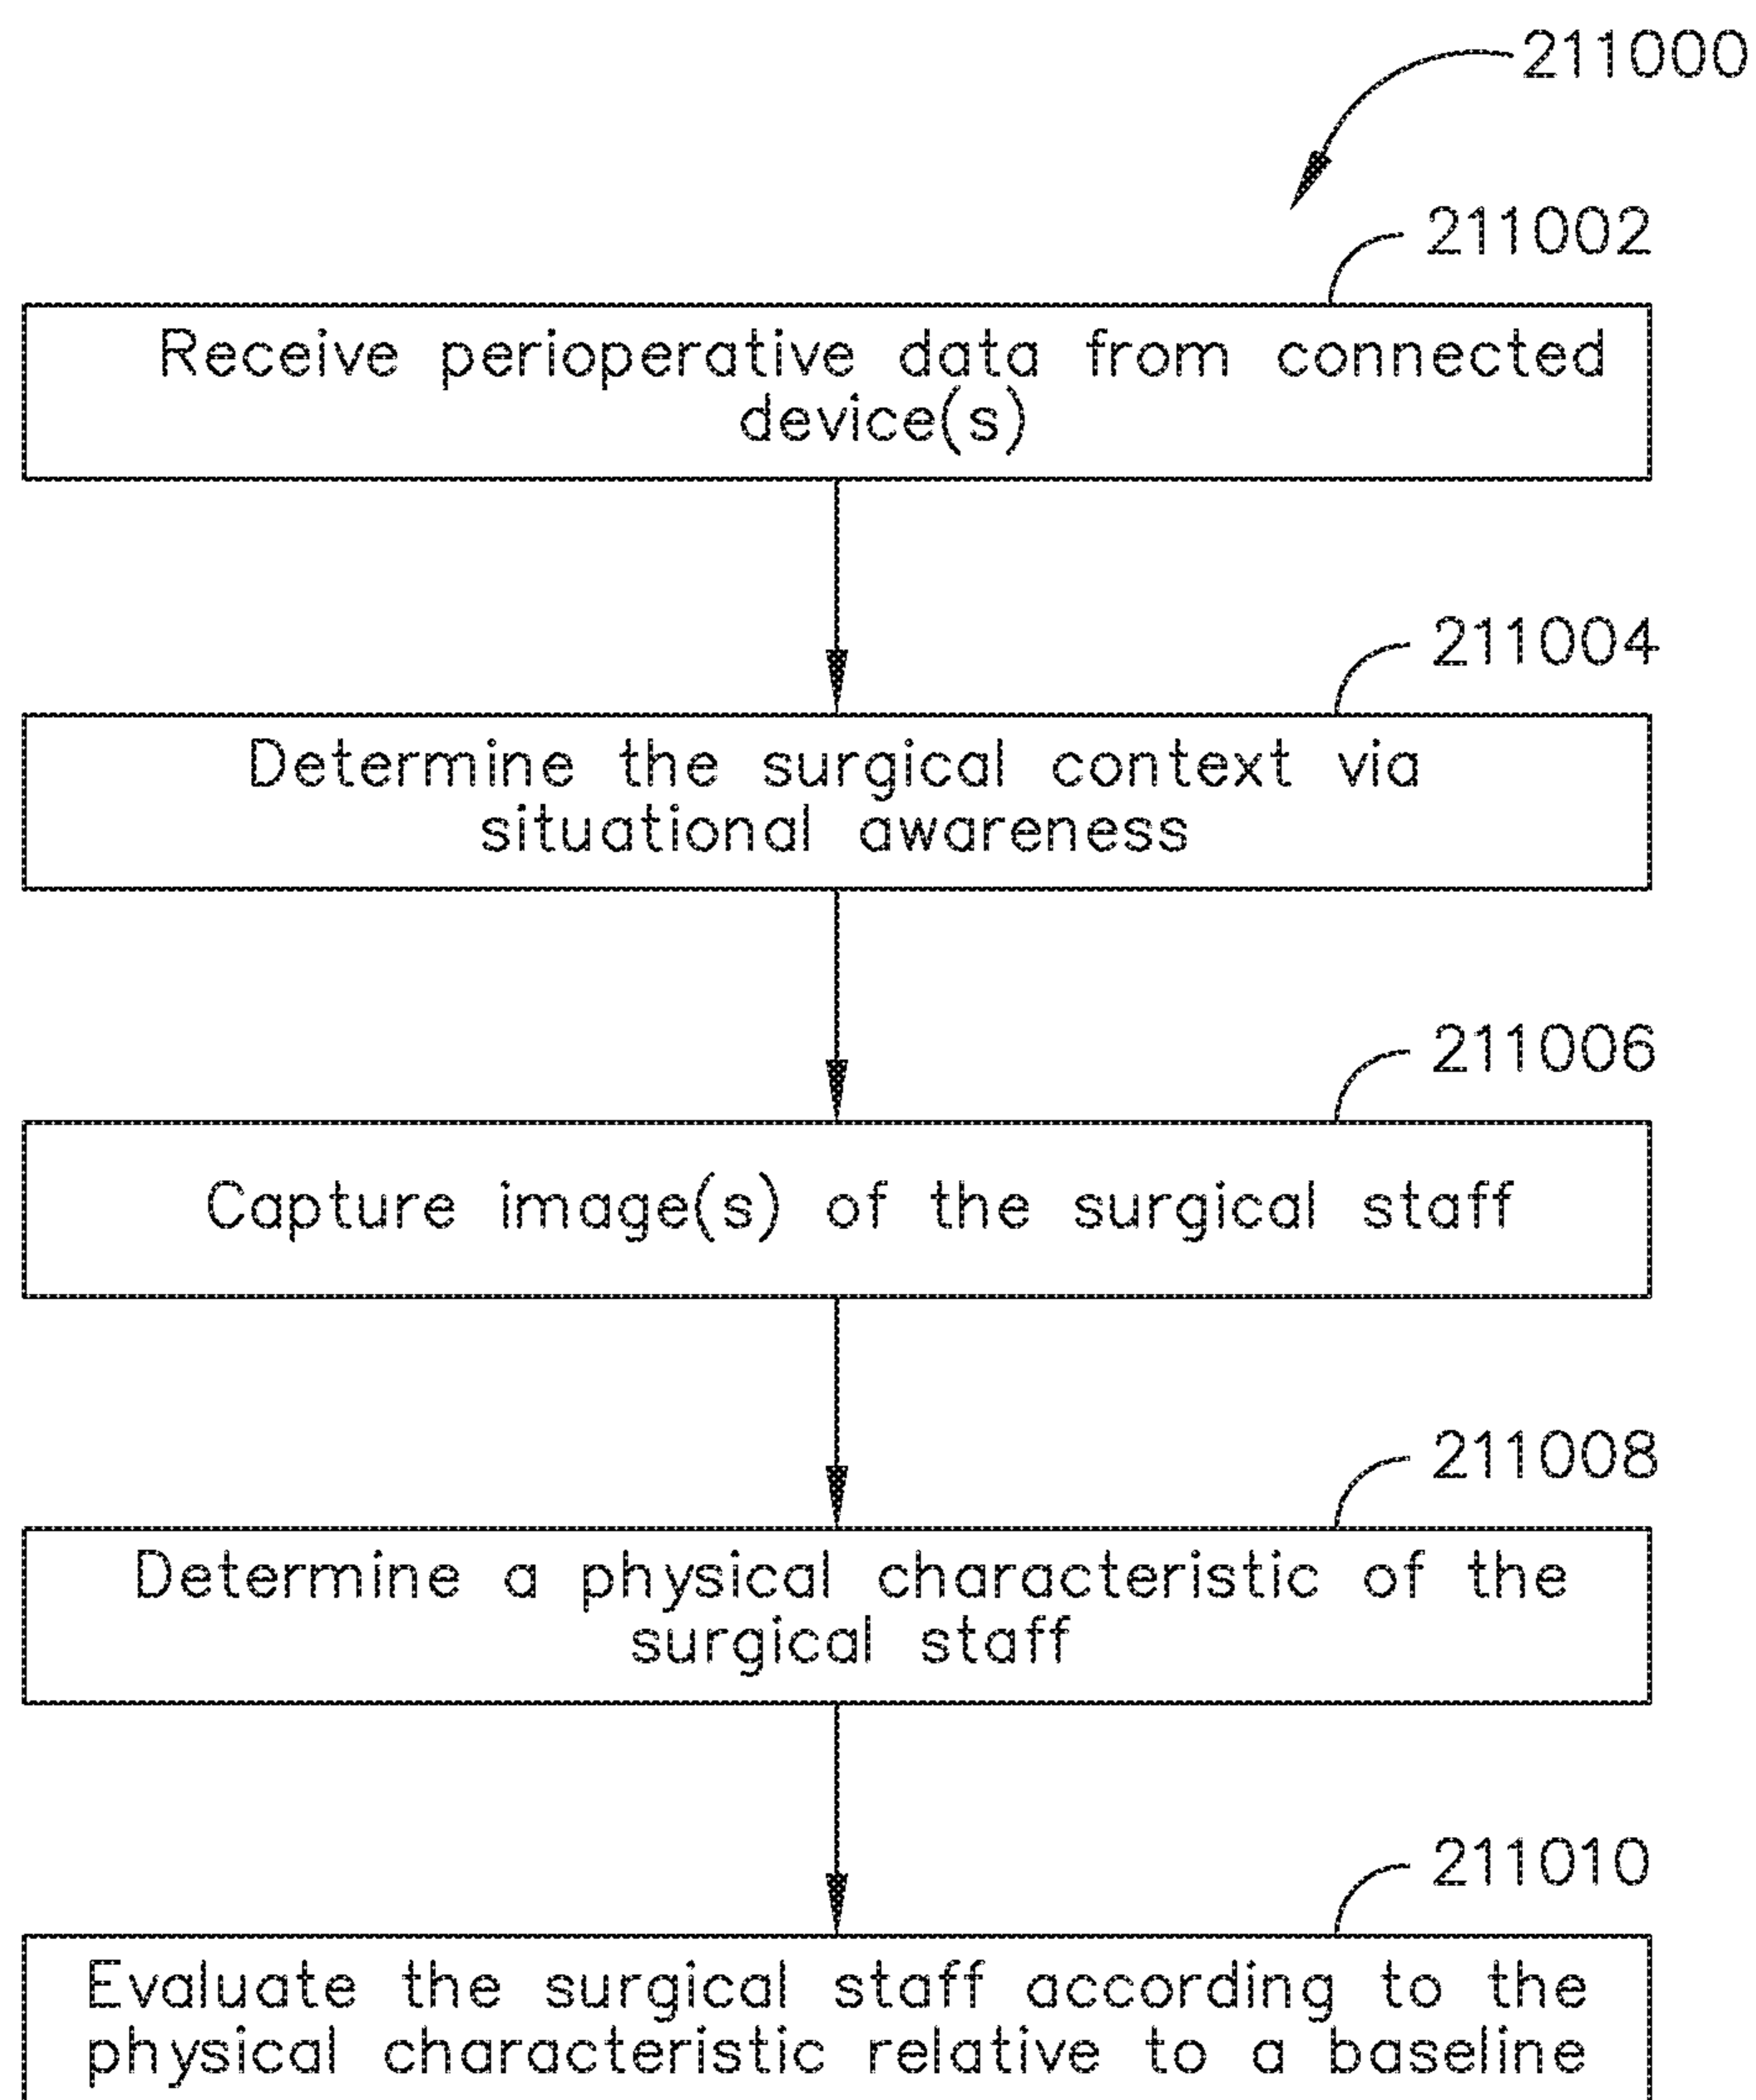 211000
211002
Receive perioperative data from connected
device(s)
211004
Determine the surgical context via
situational awareness
211006
Capture image(s) of the surgical staff
211008
Determine a physical characteristic of the
surgical staff
211010
Evaluate the surgical staff according to the
physical characteristic relative to a baseline